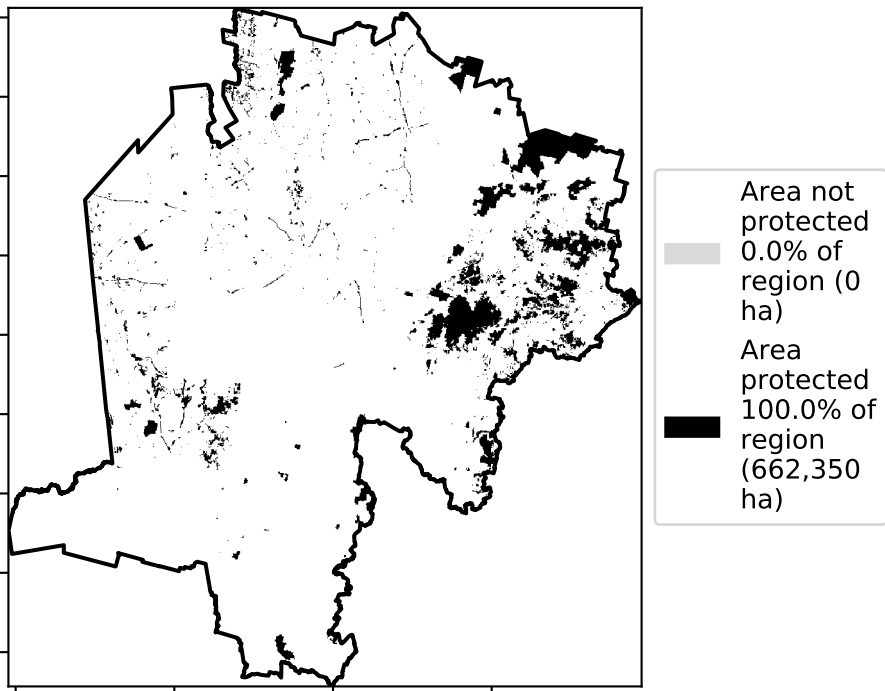 Area not
protected
0.0% of
region (0
ha)
Area
protected
100.0% of
region
(662,350
ha)